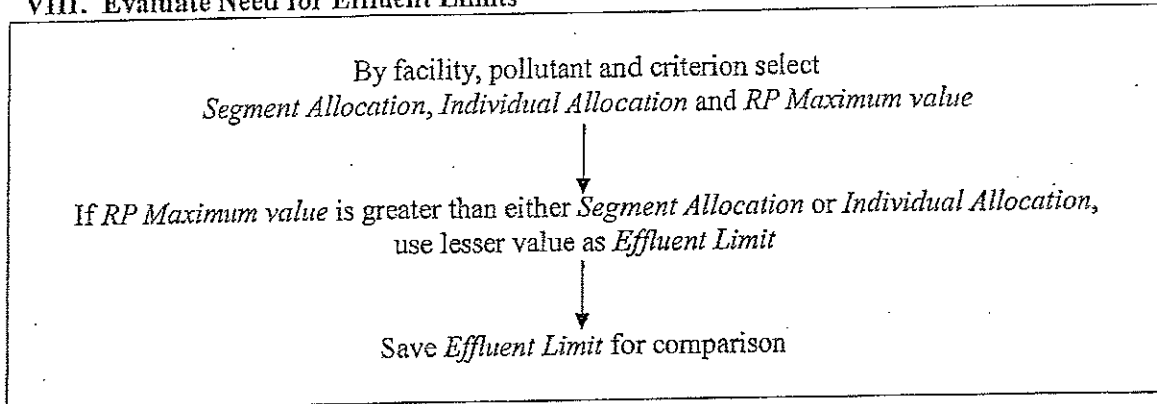 VIII. Evaluate Need for Effluent Limits
By facility, pollutant and criterion select
Segment Allocation, Individual Allocation and RP Maximum value
If RP Maximum value is greater than either Segment Allocation or Individual Allocation,
use lesser value as Effluent Limit
Save Effluent Limit for comparison